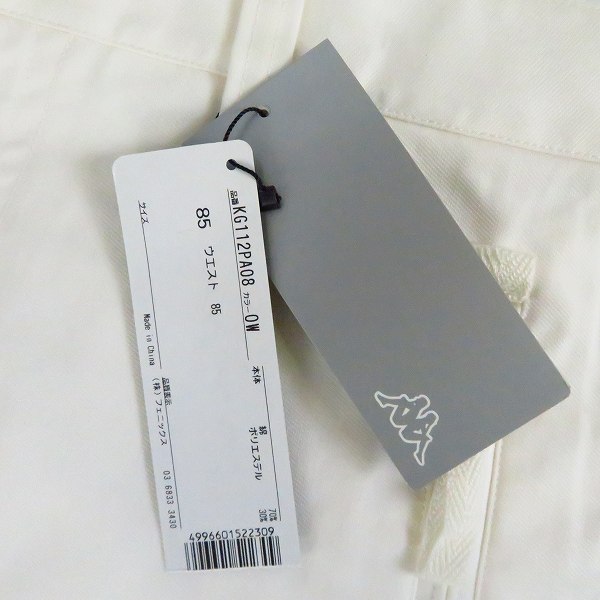 品番 KG112PA08 カラー OW
サイズ
85 ウエスト 85
本体 綿 70%
ポリエステル 30%
Made in China
品質表示
(株)フェニックス 03 6833 3430
4996601522309